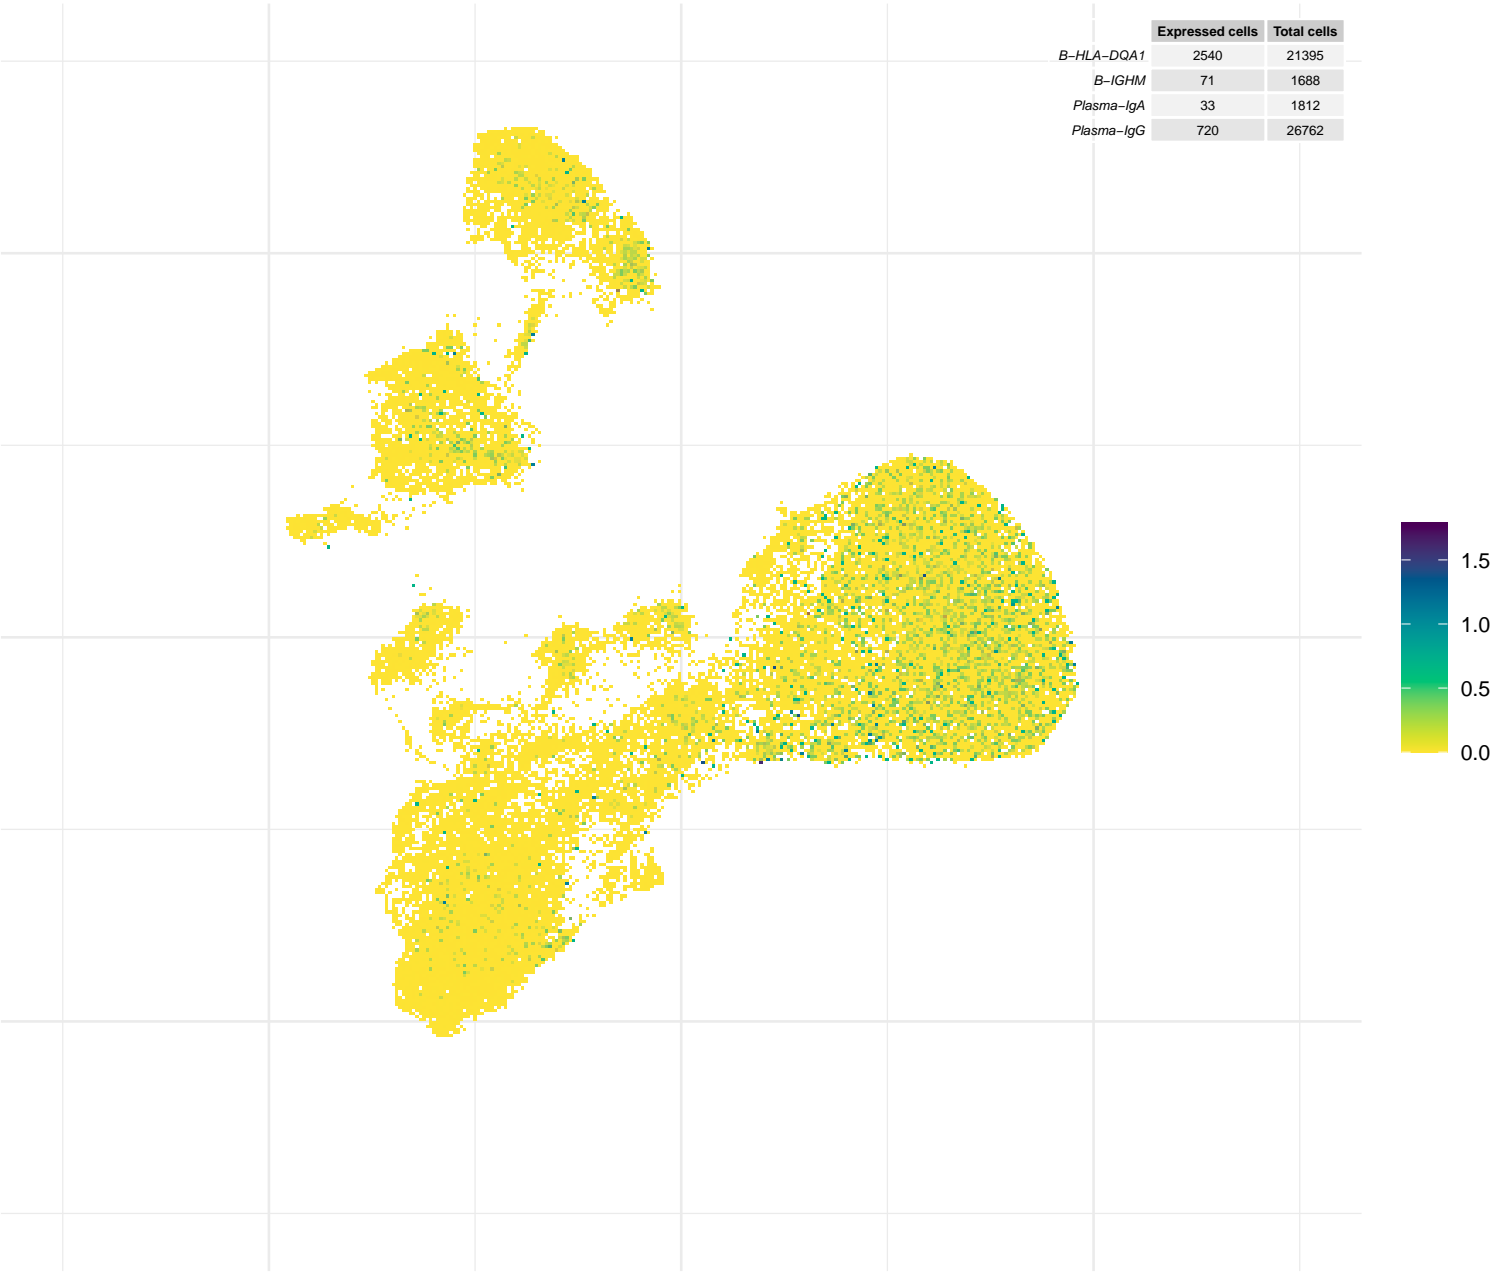 Expressed cells Total cells
B−HLA−DQA1 2540 21395
B−IGHM 71 1688
Plasma−IgA 33 1812
Plasma−IgG 720 26762
1.5
1.0
0.5
0.0